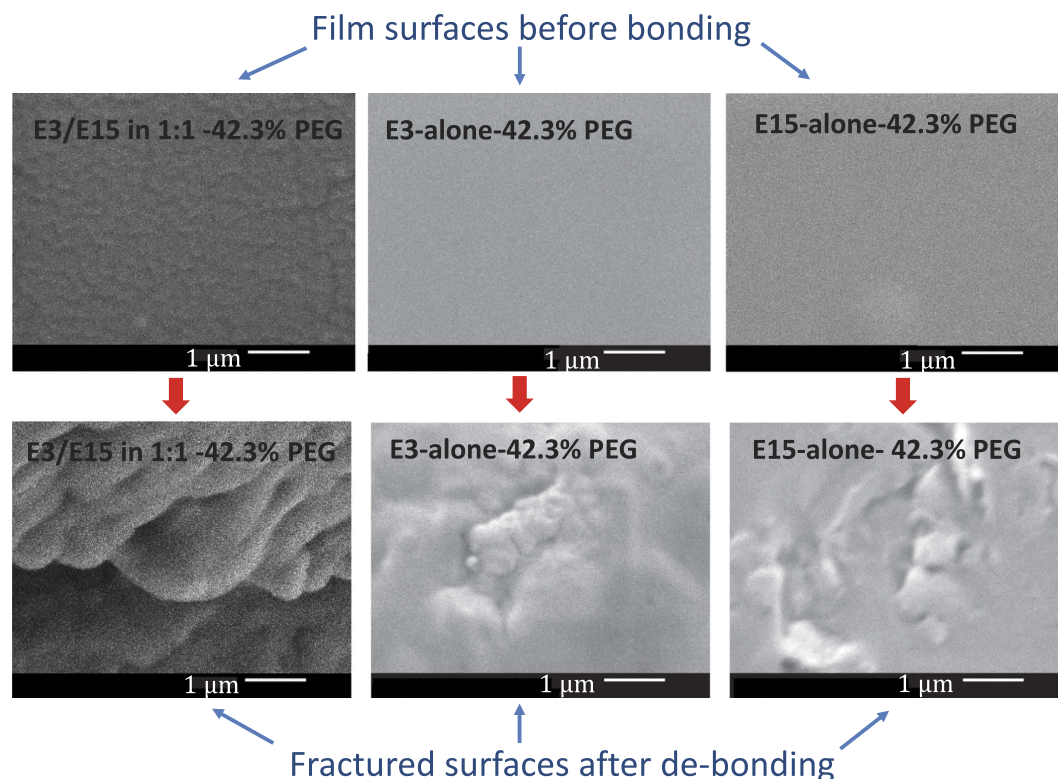 Film surfaces before bonding
E3/E15 in 1:1 -42.3% PEG
E3-alone-42.3% PEG
E15-alone-42.3% PEG
1 µm
1 µm
1 µm
E3/E15 in 1:1 -42.3% PEG
E3-alone-42.3% PEG
E15-alone- 42.3% PEG
1 µm
1 µm
1 µm
Fractured surfaces after de-bonding